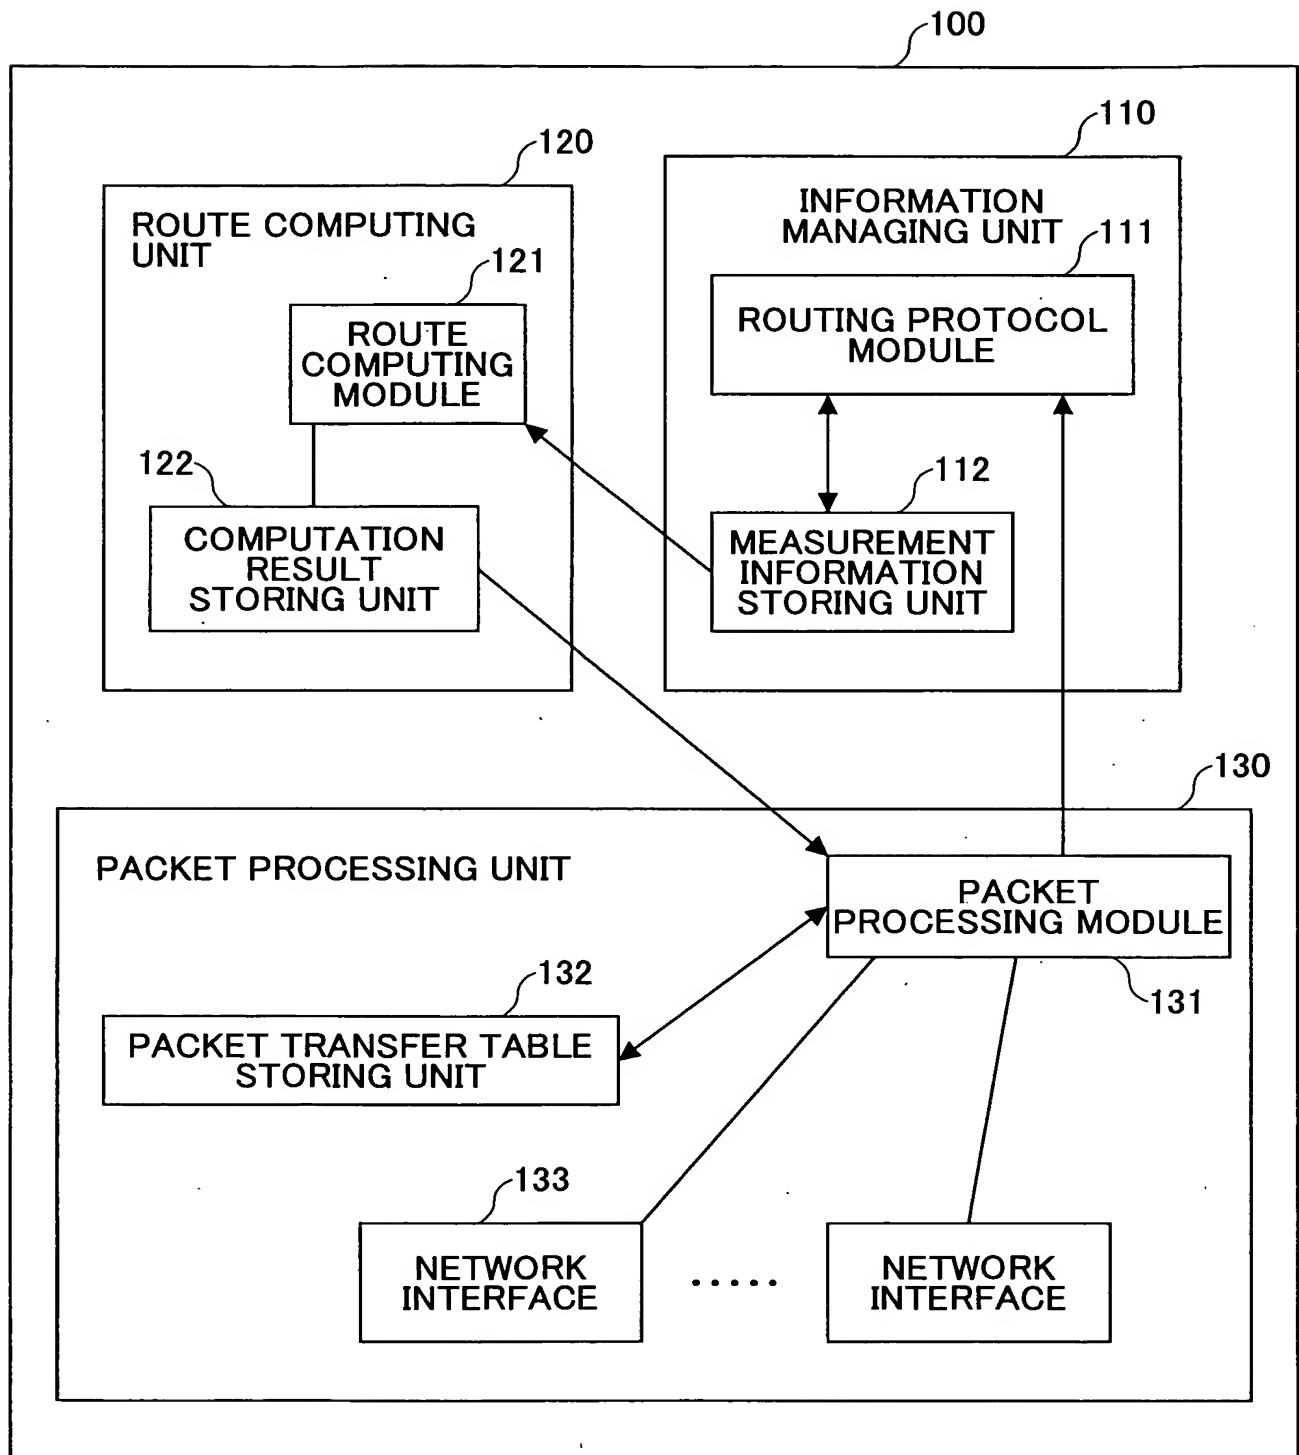 100
110
120
INFORMATION
MANAGING UNIT
111
ROUTE COMPUTING
UNIT
121
ROUTING PROTOCOL
MODULE
ROUTE
COMPUTING
MODULE
122
112
COMPUTATION
RESULT
STORING UNIT
MEASUREMENT
INFORMATION
STORING UNIT
130
PACKET PROCESSING UNIT
PACKET
PROCESSING MODULE
131
132
PACKET TRANSFER TABLE
STORING UNIT
133
NETWORK
INTERFACE
.....
NETWORK
INTERFACE